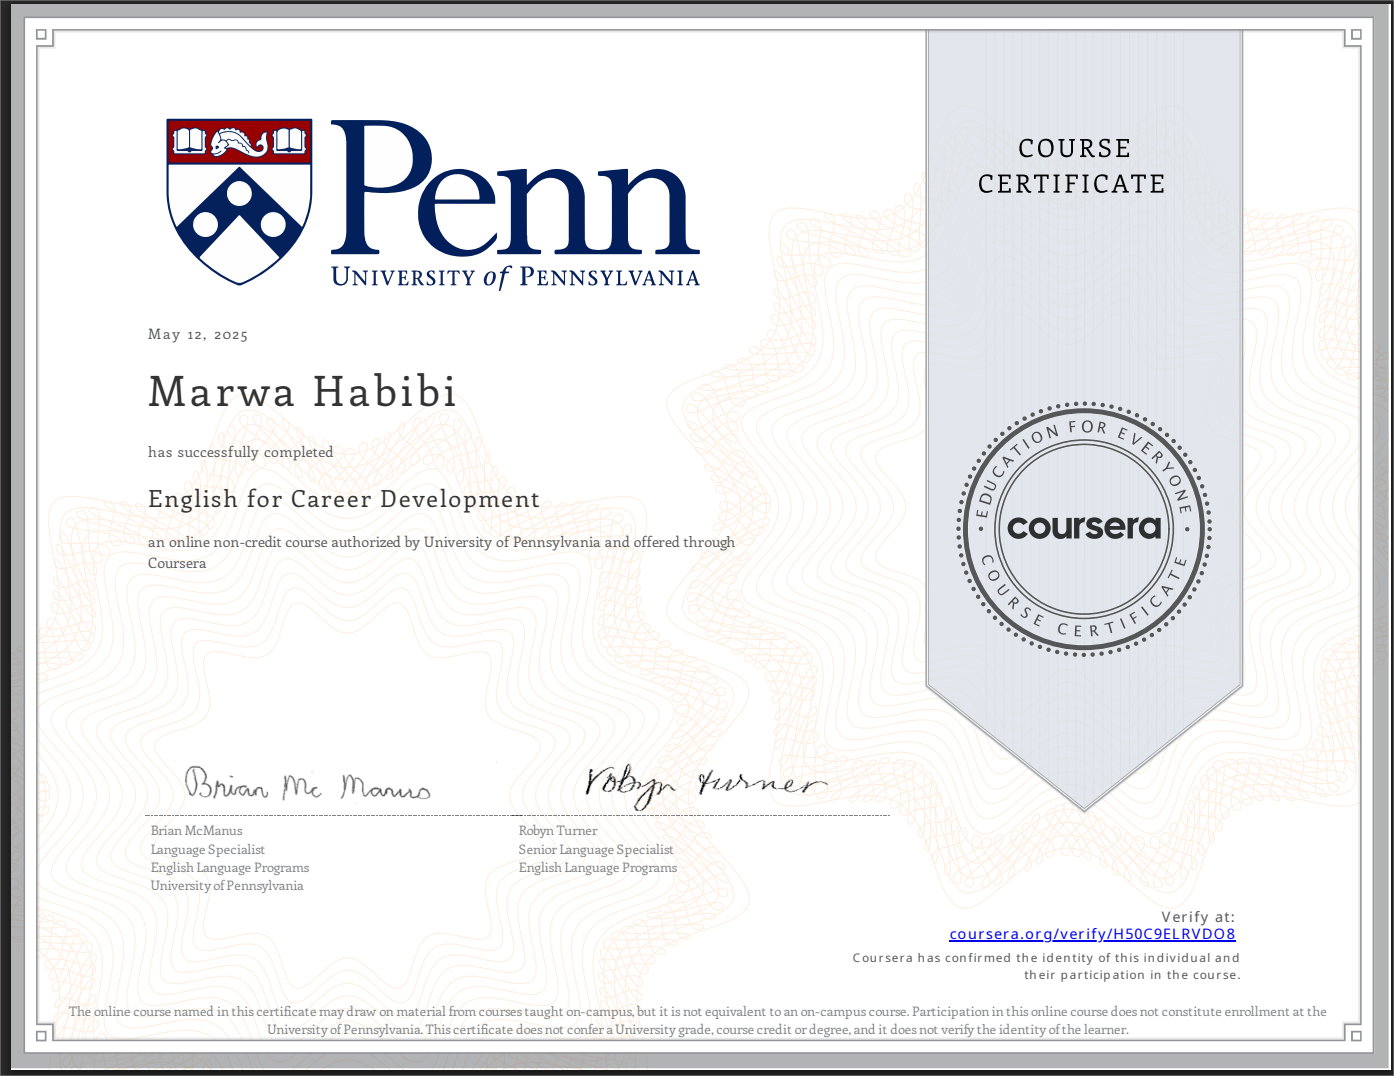 Penn
UNIVERSITY of PENNSYLVANIA
COURSE
CERTIFICATE
May 12, 2025
Marwa Habibi
has successfully completed
English for Career Development
an online non-credit course authorized by University of Pennsylvania and offered through
Coursera
EDUCATION FOR EVERYONE
coursera
COURSE CERTIFICATE
Brian Mc Manus
Robyn Turner
Brian McManus
Language Specialist
English Language Programs
University of Pennsylvania
Robyn Turner
Senior Language Specialist
English Language Programs
Verify at:
coursera.org/verify/H50C9ELRVDO8
Coursera has confirmed the identity of this individual and
their participation in the course.
The online course named in this certificate may draw on material from courses taught on-campus, but it is not equivalent to an on-campus course. Participation in this online course does not constitute enrollment at the
University of Pennsylvania. This certificate does not confer a University grade, course credit or degree, and it does not verify the identity of the learner.